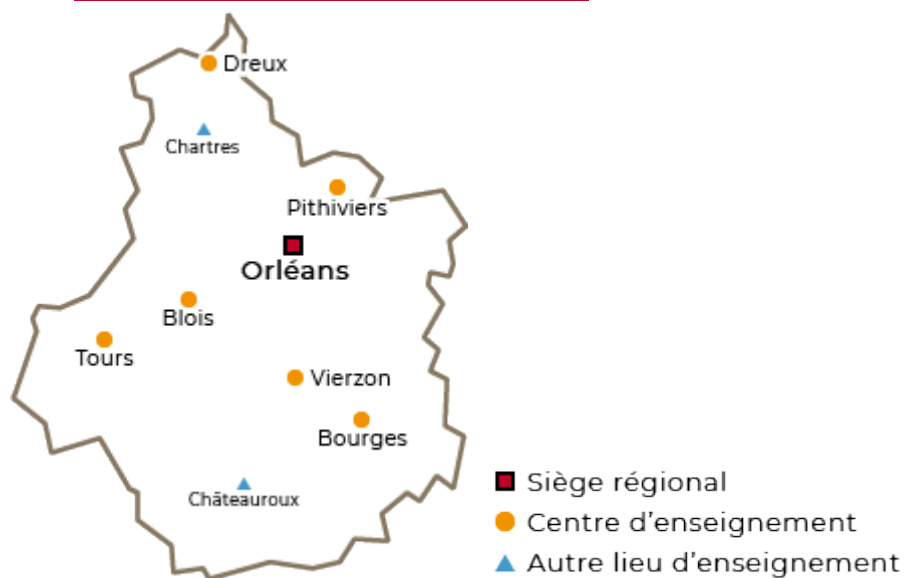 Dreux
Chartres
Pithiviers
Orléans
Blois
Tours
Vierzon
Bourges
Châteauroux
Siège régional
Centre d'enseignement
Autre lieu d'enseignement